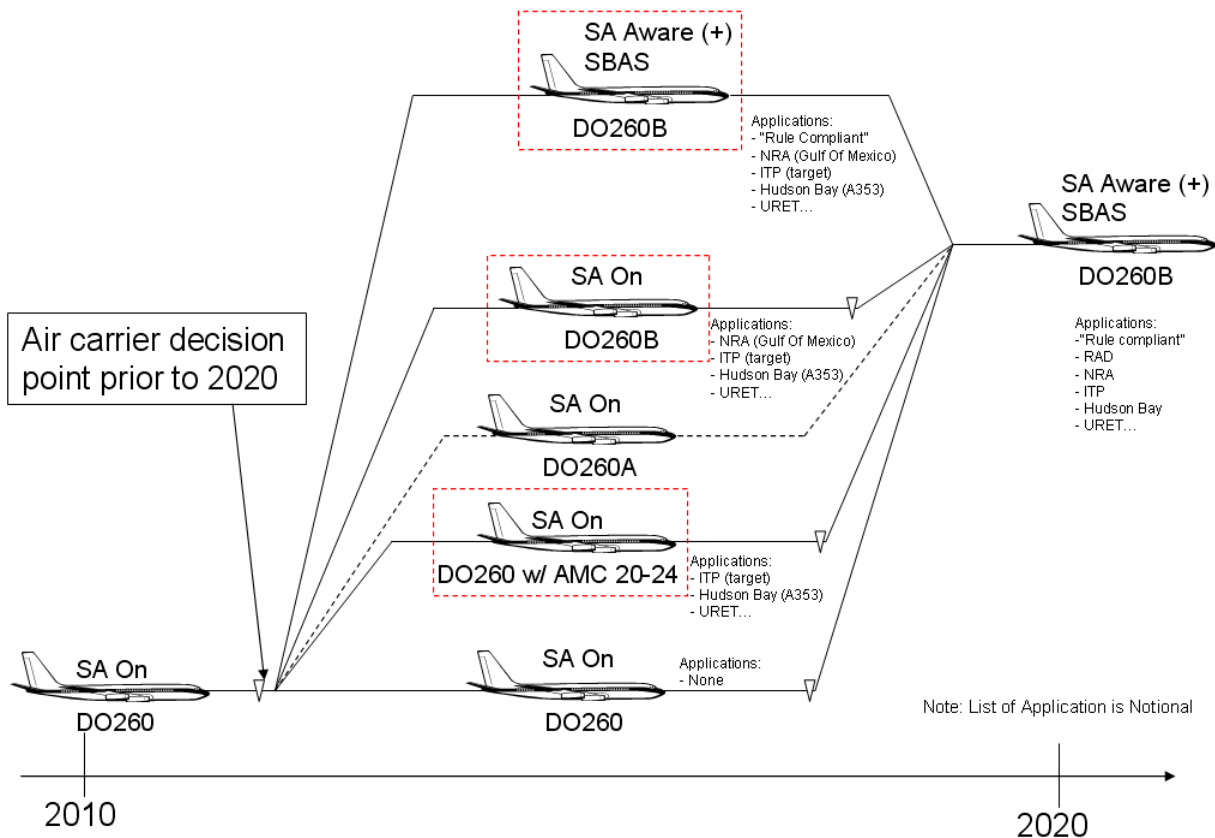 SA Aware (+)
SBAS
DO260B
Applications:
- "Rule Compliant"
- NRA (Gulf Of Mexico)
- ITP (target)
- Hudson Bay (A353)
- URET…
SA Aware (+)
SBAS
DO260B
Applications:
-"Rule compliant"
- RAD
- NRA
- ITP
- Hudson Bay
- URET…
SA On
DO260B
Applications:
- NRA (Gulf Of Mexico)
- ITP (target)
- Hudson Bay (A353)
- URET…
Air carrier decision
point prior to 2020
SA On
DO260A
SA On
DO260 w/ AMC 20-24
Applications:
- ITP (target)
- Hudson Bay (A353)
- URET…
SA On
DO260
SA On
DO260
Applications:
- None
Note: List of Application is Notional
2010
2020